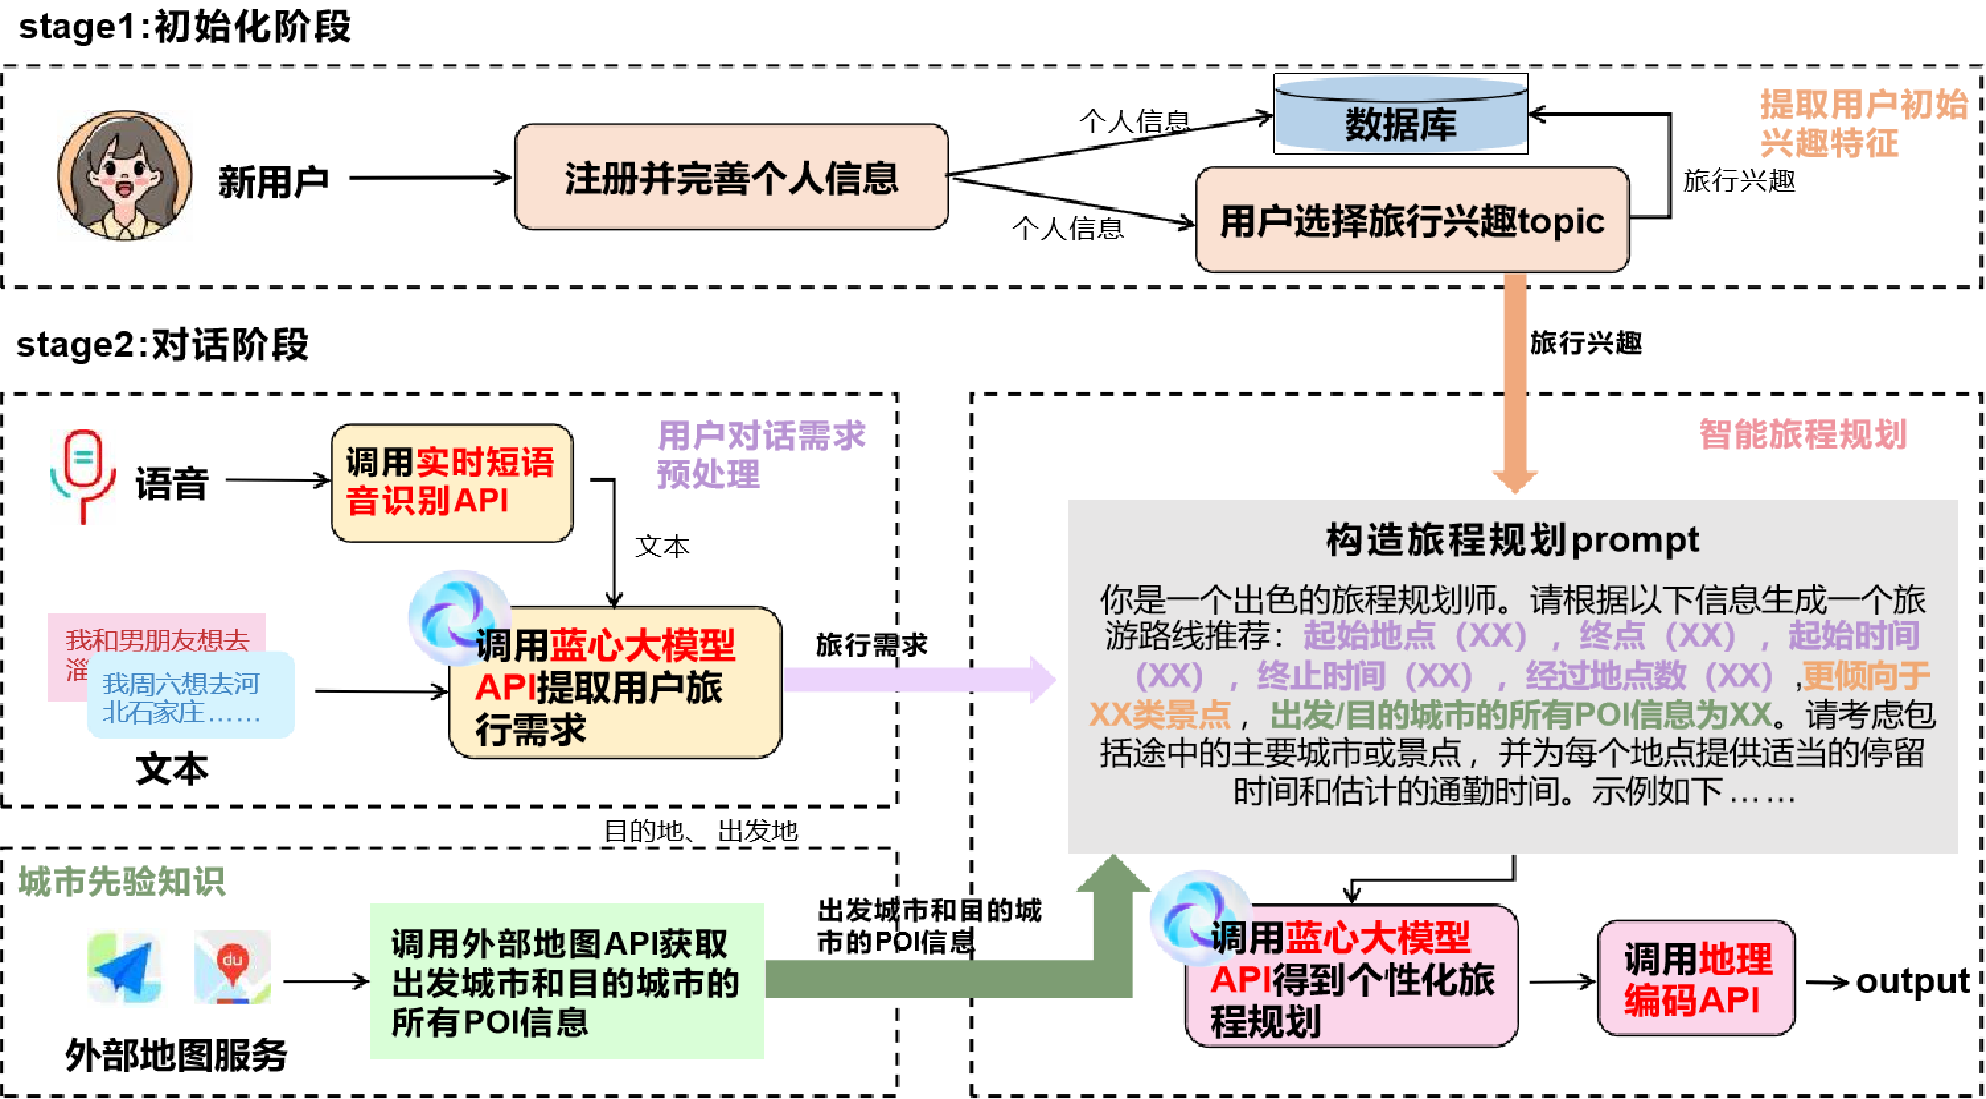 stage1:初始化阶段
新用户
注册并完善个人信息
个人信息
个人信息
数据库
用户选择旅行兴趣topic
旅行兴趣
提取用户初始
兴趣特征
旅行兴趣
stage2:对话阶段
语音
调用实时短语
音识别API
用户对话需求
预处理
文本
我和男朋友想去
淄
我周六想去河
北石家庄……
文本
调用蓝心大模型
API提取用户旅
行需求
旅行需求
目的地、出发地
城市先验知识
du
外部地图服务
调用外部地图API获取
出发城市和目的城市的
所有POI信息
出发城市和目的城
市的POI信息
智能旅程规划
构造旅程规划prompt
你是一个出色的旅程规划师。请根据以下信息生成一个旅
游路线推荐：起始地点（XX），终点（XX），起始时间
（XX），终止时间（XX），经过地点数（XX）,更倾向于
XX类景点，出发/目的城市的所有POI信息为XX。请考虑包
括途中的主要城市或景点，并为每个地点提供适当的停留
时间和估计的通勤时间。示例如下……
调用蓝心大模型
API得到个性化旅
程规划
调用地理
编码API
output